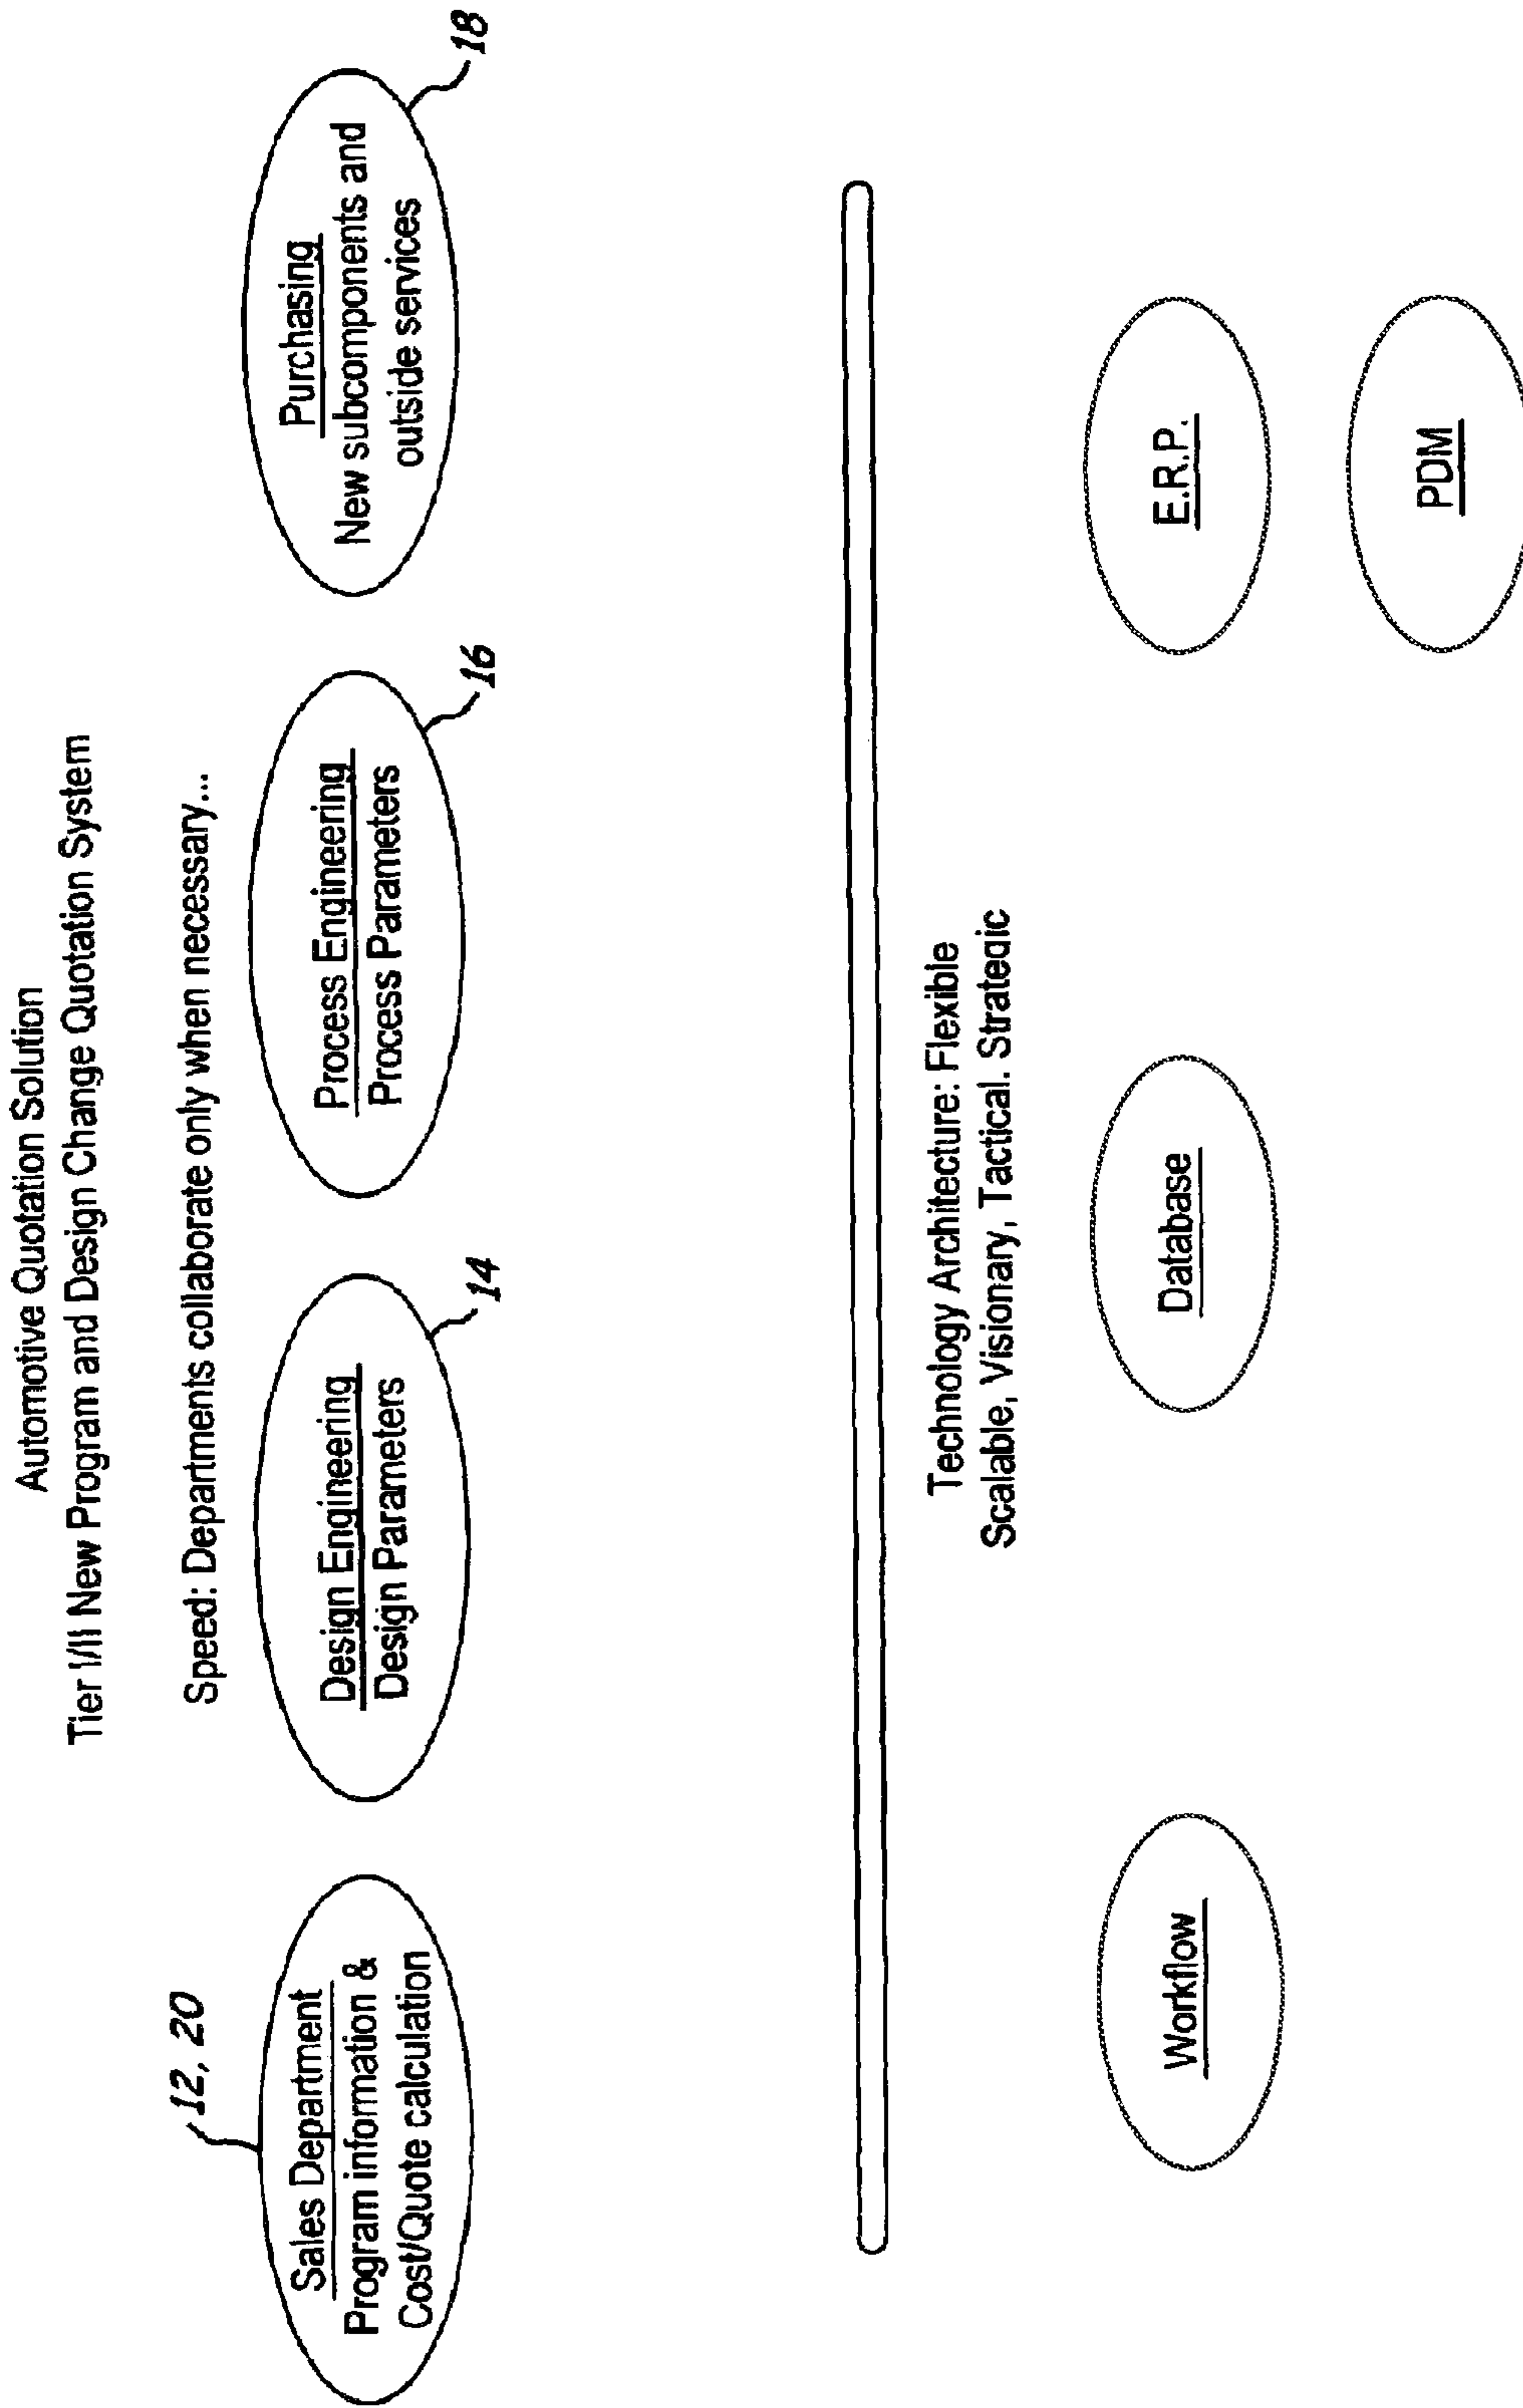 Automotive Quotation Solution
Tier I/II New Program and Design Change Quotation System
Speed: Departments collaborate only when necessary...
12, 20
Sales Department
Program information &
Cost/Quote calculation
Design Engineering
Design Parameters
14
Process Engineering
Process Parameters
16
Purchasing
New subcomponents and
outside services
18
Technology Architecture: Flexible
Scalable, Visionary, Tactical. Strategic
Workflow
Database
E.R.P.
PDM